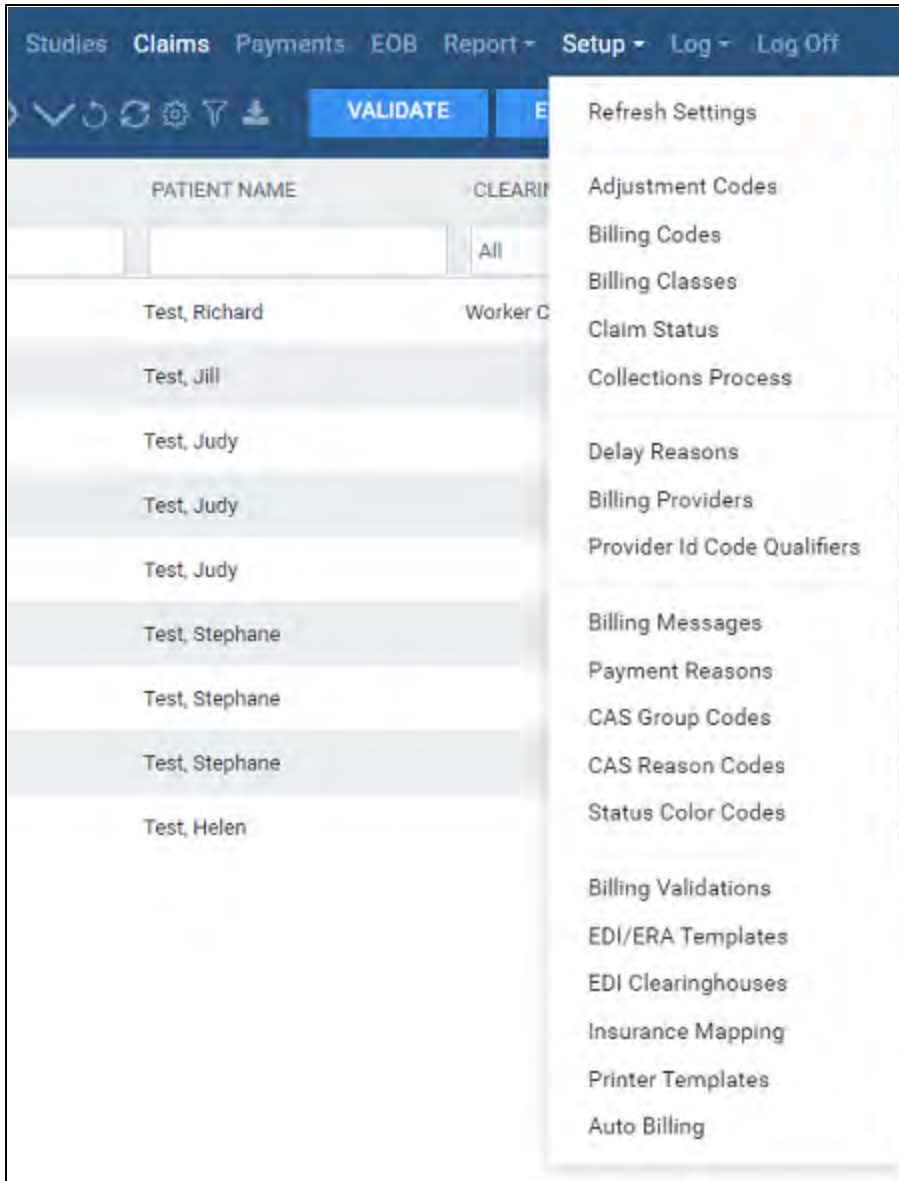 Studies Claims Payments EOB Report Setup Log Log Off
VALIDATE E
PATIENT NAME CLEARIN
All
Test, Richard Worker C
Test, Jill
Test, Judy
Test, Judy
Test, Judy
Test, Stephane
Test, Stephane
Test, Stephane
Test, Helen
Refresh Settings
Adjustment Codes
Billing Codes
Billing Classes
Claim Status
Collections Process
Delay Reasons
Billing Providers
Provider Id Code Qualifiers
Billing Messages
Payment Reasons
CAS Group Codes
CAS Reason Codes
Status Color Codes
Billing Validations
EDI/ERA Templates
EDI Clearinghouses
Insurance Mapping
Printer Templates
Auto Billing